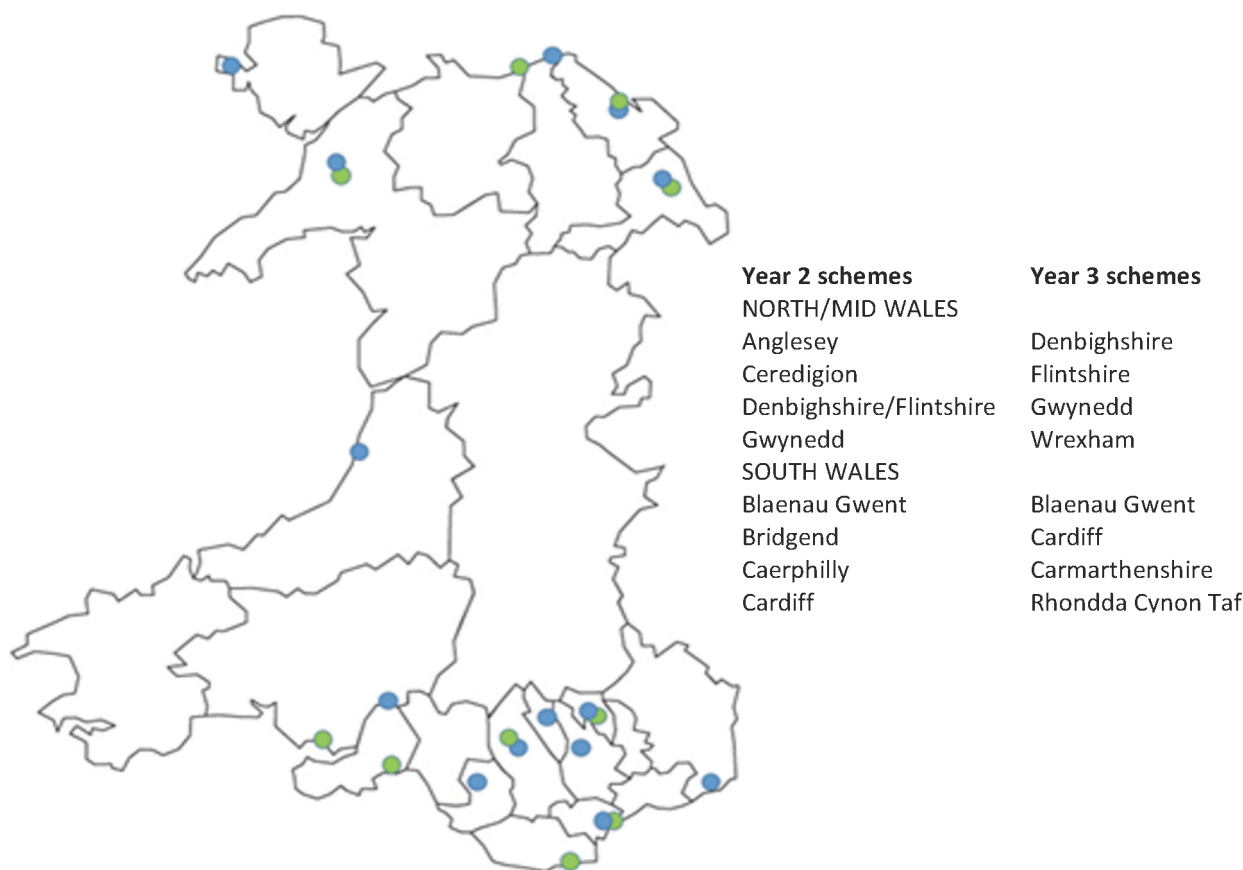 Year 2 schemes Year 3 schemes
NORTH/MID WALES
Anglesey Denbighshire
Ceredigion Flintshire
Denbighshire/Flintshire Gwynedd
Gwynedd Wrexham
SOUTH WALES
Blaenau Gwent Blaenau Gwent
Bridgend Cardiff
Caerphilly Carmarthenshire
Cardiff Rhondda Cynon Taf